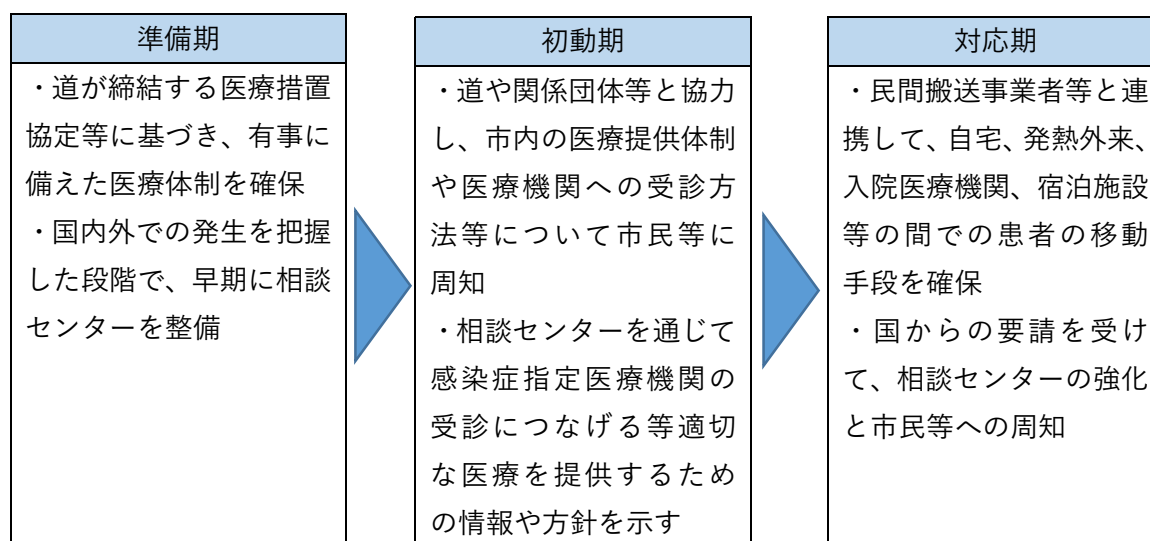 準備期
・道が締結する医療措置
協定等に基づき、有事に
備えた医療体制を確保
・国内外での発生を把握
した段階で、早期に相談
センターを整備
初動期
・道や関係団体等と協力
し、市内の医療提供体制
や医療機関への受診方
法等について市民等に
周知
・相談センターを通じて
感染症指定医療機関の
受診につなげる等適切
な医療を提供するため
の情報や方針を示す
対応期
・民間搬送事業者等と連
携して、自宅、発熱外来、
入院医療機関、宿泊施設
等の間での患者の移動
手段を確保
・国からの要請を受け
て、相談センターの強化
と市民等への周知